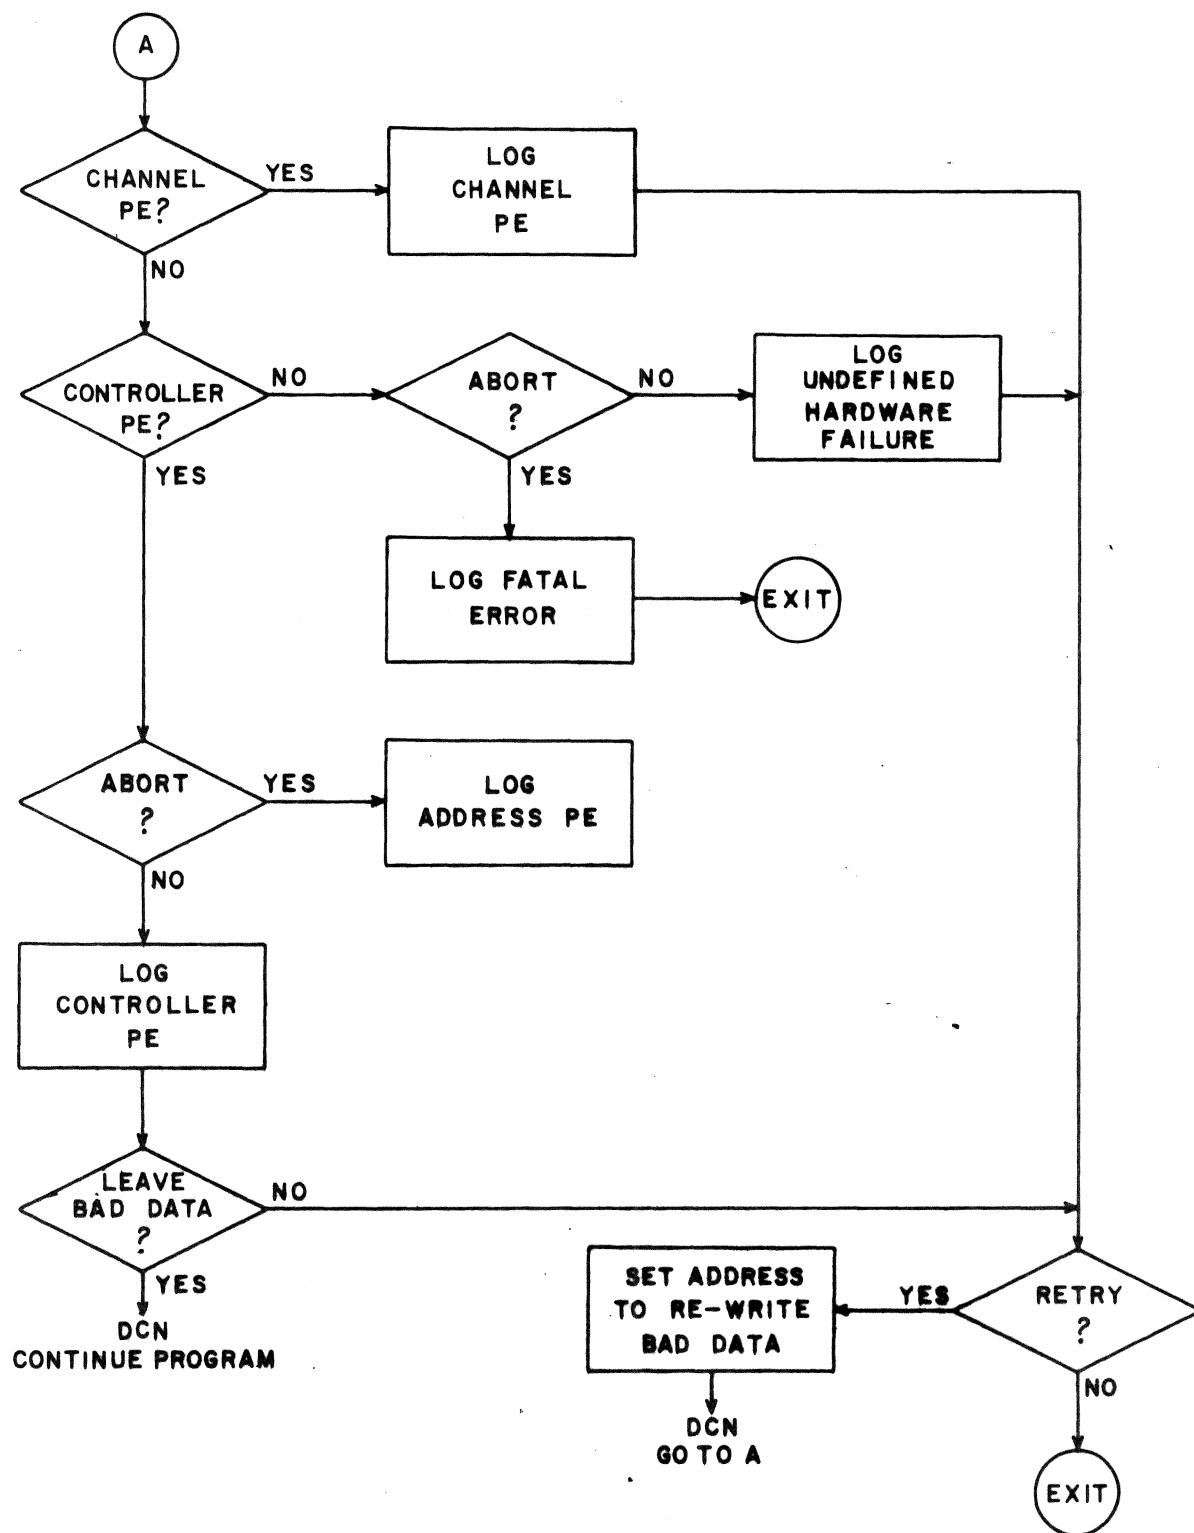 A
CHANNEL
PE?
YES
LOG
CHANNEL
PE
NO
CONTROLLER
PE?
NO
ABORT
?
NO
LOG
UNDEFINED
HARDWARE
FAILURE
YES
YES
LOG FATAL
ERROR
EXIT
ABORT
?
YES
LOG
ADDRESS PE
NO
LOG
CONTROLLER
PE
LEAVE
BAD DATA
?
NO
YES
DCN
CONTINUE PROGRAM
SET ADDRESS
TO RE-WRITE
BAD DATA
YES
RETRY
?
DCN
GO TO A
NO
EXIT